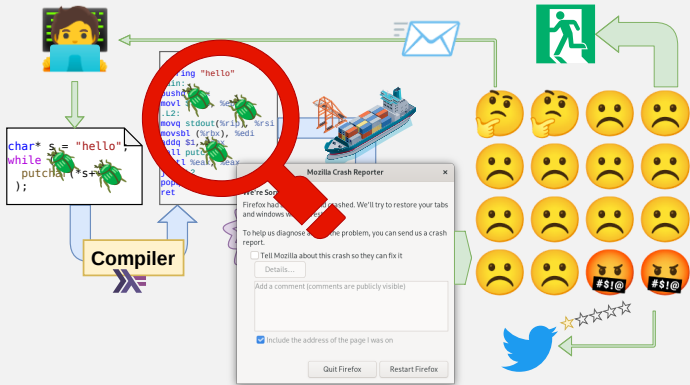 string "hello"
main:
pushq
movl
.L2:
movq stdout(%rip), %rsi
movsbl (%rbx), %edi
addq $1,
call
%eax, %eax
ret
char* s = "hello"
while
putchar(*s++
);
Compiler
Mozilla Crash Reporter
×
We're Sorry
Firefox had crashed. We'll try to restore your tabs
and windows
To help us diagnose the problem, you can send us a crash
report.
Tell Mozilla about this crash so they can fix it
Details...
Add a comment (comments are publicly visible)
Include the address of the page I was on
Quit Firefox
Restart Firefox
#$!@
#$!@